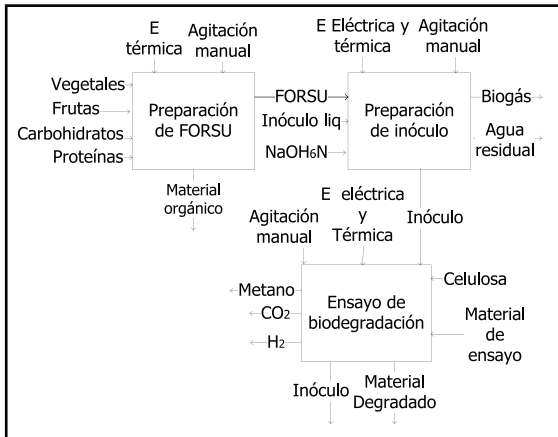 E
térmica
Agitación
manual
E Eléctrica y
térmica
Agitación
manual
Vegetales
Frutas
Carbohidratos
Proteínas
Preparación
de FORSU
FORSU
Inóculo liq
NaOH6N
Preparación
de inóculo
Biogás
Agua
residual
Material
orgánico
Agitación
manual
E eléctrica
y
Térmica
Inóculo
Metano
CO2
H2
Ensayo de
biodegradación
Celulosa
Material
de
ensayo
Inóculo
Material
Degradado